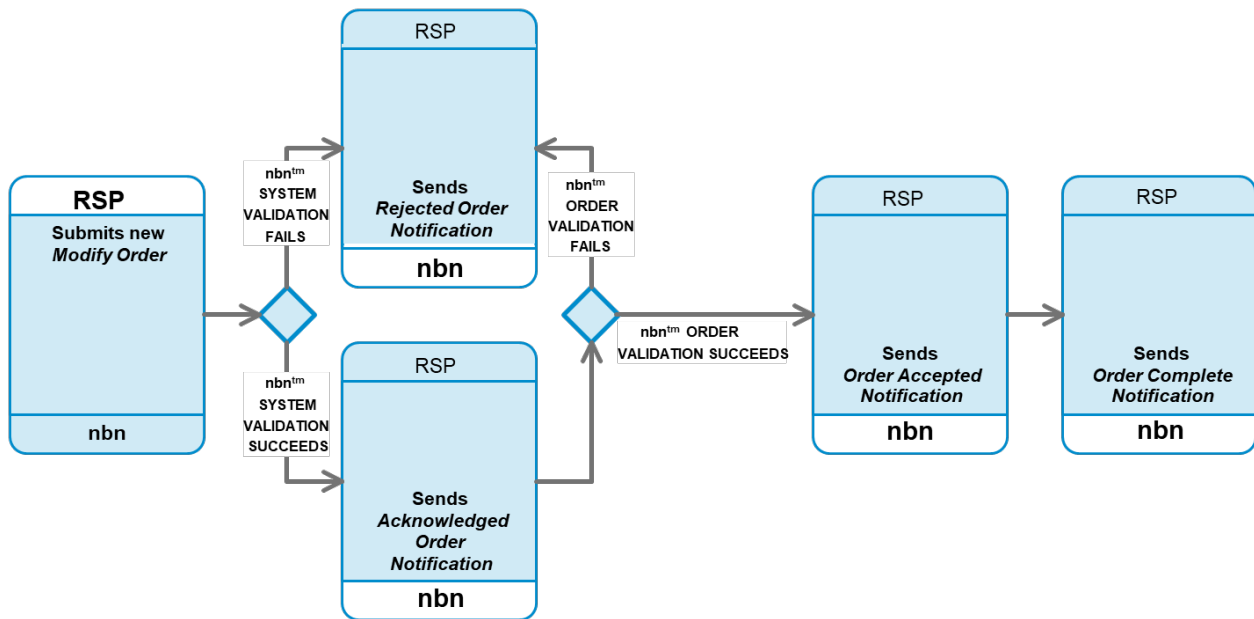 RSP
Submits new
Modify Order
nbn
nbn™
SYSTEM
VALIDATION
FAILS
nbn™
SYSTEM
VALIDATION
SUCCEEDS
RSP
Sends
Rejected Order
Notification
nbn
RSP
Sends
Acknowledged
Order
Notification
nbn
nbn™
ORDER
VALIDATION
FAILS
nbn™ ORDER
VALIDATION SUCCEEDS
RSP
Sends
Order Accepted
Notification
nbn
RSP
Sends
Order Complete
Notification
nbn